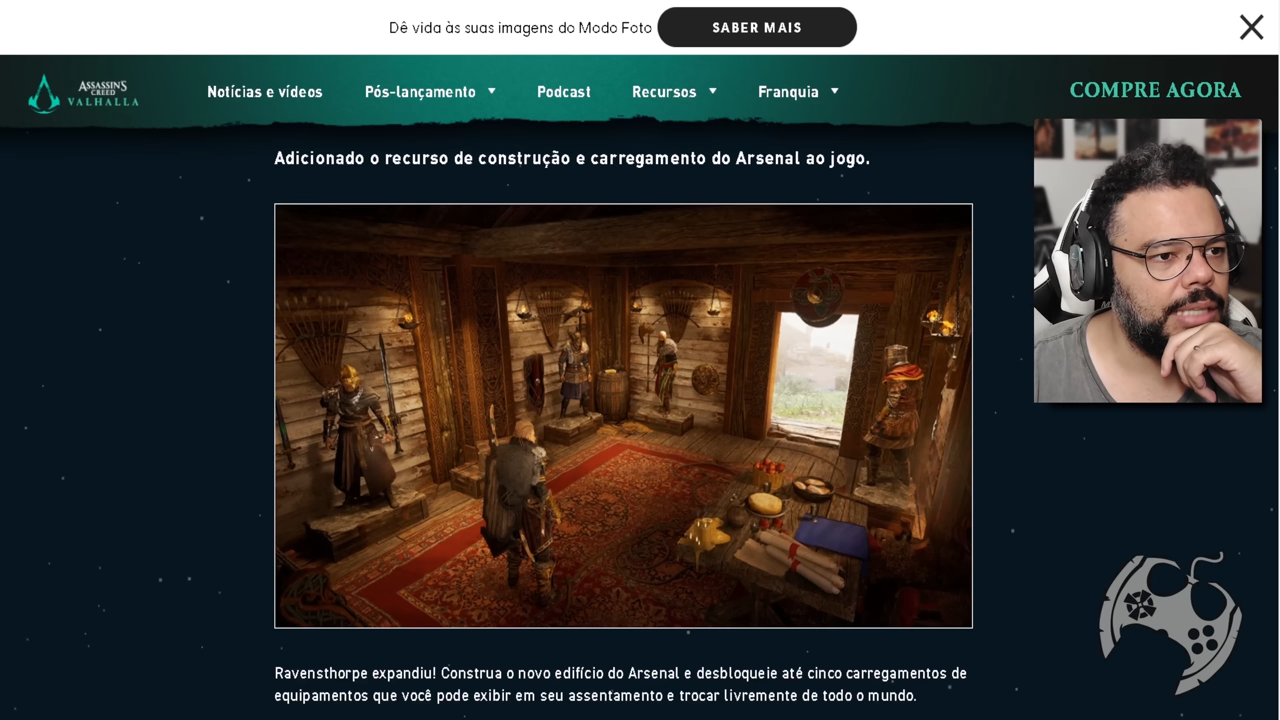 Dê vida às suas imagens do Modo Foto
SABER MAIS
ASSASSIN'S
CREED
VALHALLA
Notícias e vídeos
Pós-lançamento
Podcast
Recursos
Franquia
COMPRE AGORA
Adicionado o recurso de construção e carregamento do Arsenal ao jogo.
Ravensthorpe expandiu! Construa o novo edifício do Arsenal e desbloqueie até cinco carregamentos de
equipamentos que você pode exibir em seu assentamento e trocar livremente de todo o mundo.